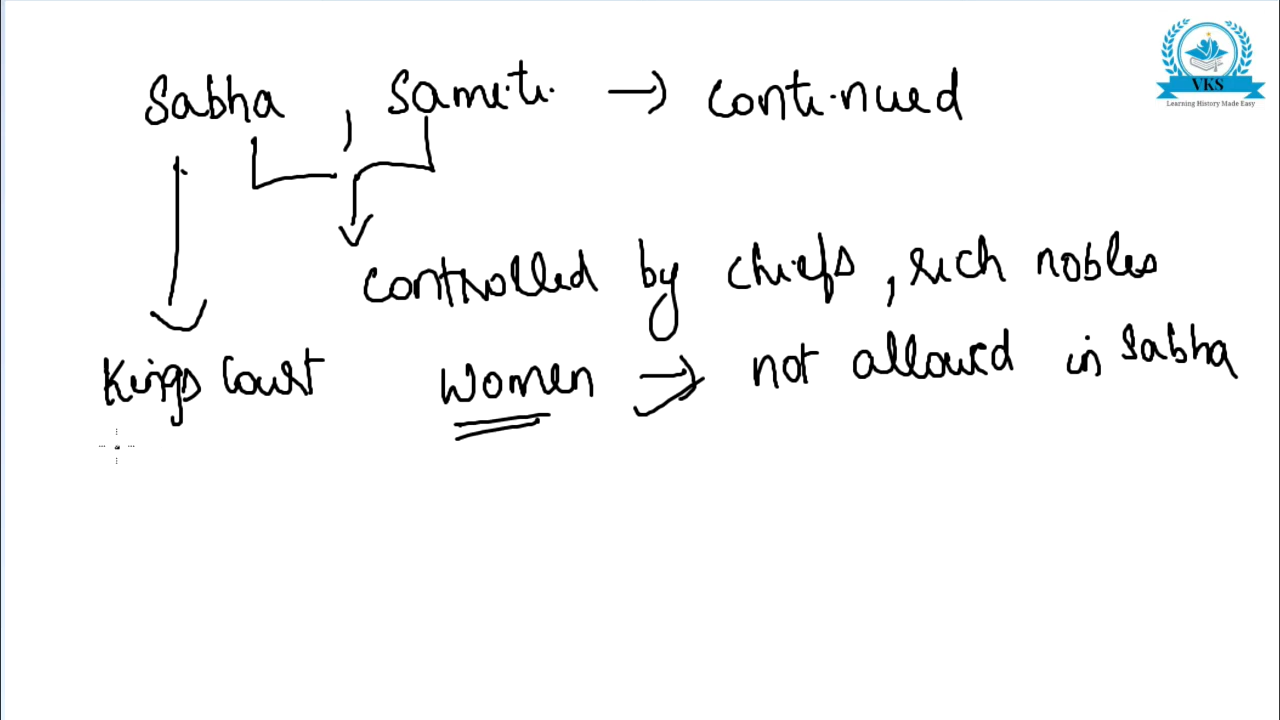 Sabha , Samiti → continued
VKS
Learning History Made Easy
controlled by chiefs , rich nobles
Kings Court women → not allowed in Sabha